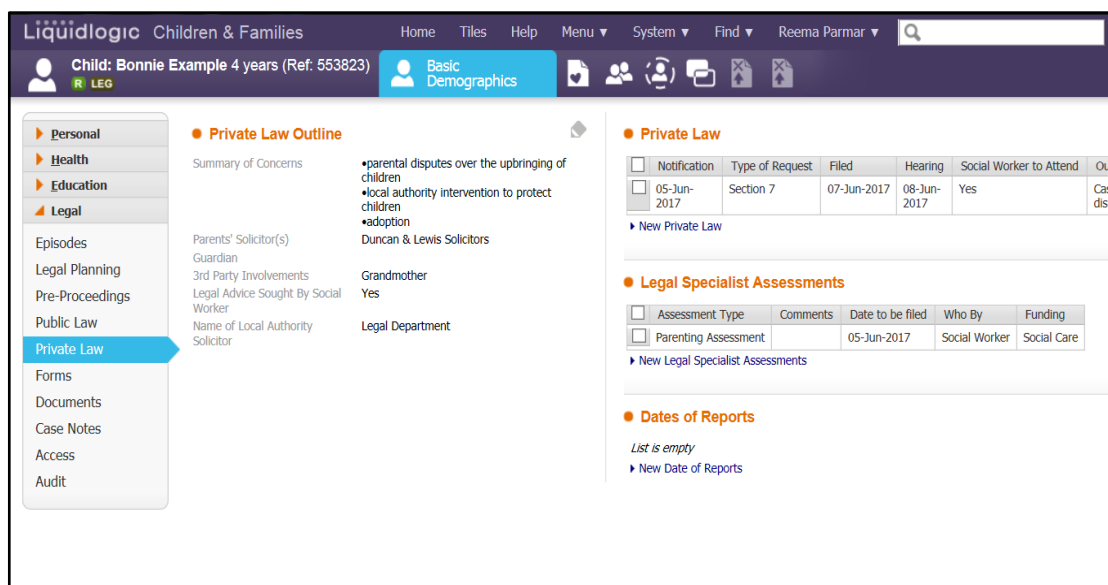 Liquidlogic Children & Families
Home Tiles Help Menu ▼ System ▼ Find ▼ Reema Parmar ▼
Child: Bonnie Example 4 years (Ref: 553823)
R LEG
Basic
Demographics
Personal
Health
Education
Legal
Episodes
Legal Planning
Pre-Proceedings
Public Law
Private Law
Forms
Documents
Case Notes
Access
Audit
Private Law Outline
Summary of Concerns
•parental disputes over the upbringing of
children
•local authority intervention to protect
children
•adoption
Parents' Solicitor(s) Duncan & Lewis Solicitors
Guardian
3rd Party Involvements Grandmother
Legal Advice Sought By Social Yes
Worker
Name of Local Authority Legal Department
Solicitor
Private Law
Notification Type of Request Filed Hearing Social Worker to Attend Ou
05-Jun- Section 7 07-Jun-2017 08-Jun- Yes Cas
2017 2017 dis
New Private Law
Legal Specialist Assessments
Assessment Type Comments Date to be filed Who By Funding
Parenting Assessment 05-Jun-2017 Social Worker Social Care
New Legal Specialist Assessments
Dates of Reports
List is empty
New Date of Reports